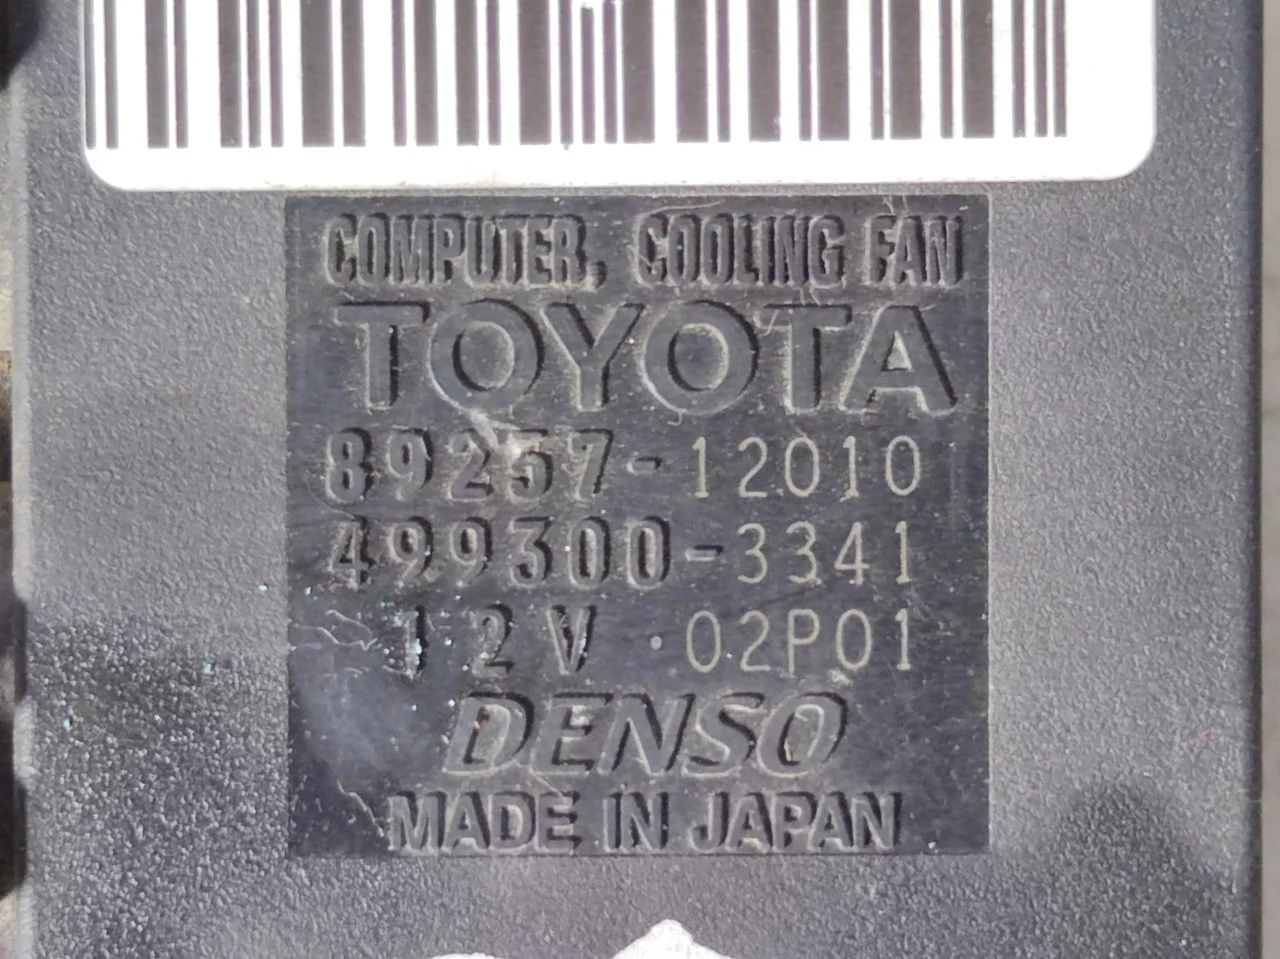 COMPUTER, COOLING FAN
TOYOTA
89257-12010
499300-3341
12V ·02P01
DENSO
MADE IN JAPAN